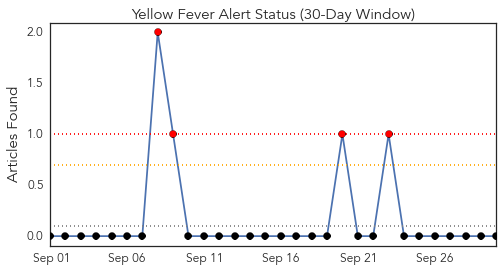 Yellow Fever Alert Status (30-Day Window)
Articles Found
2.0
1.5
1.0
0.5
0.0
Sep 01 Sep 06 Sep 11 Sep 16 Sep 21 Sep 26